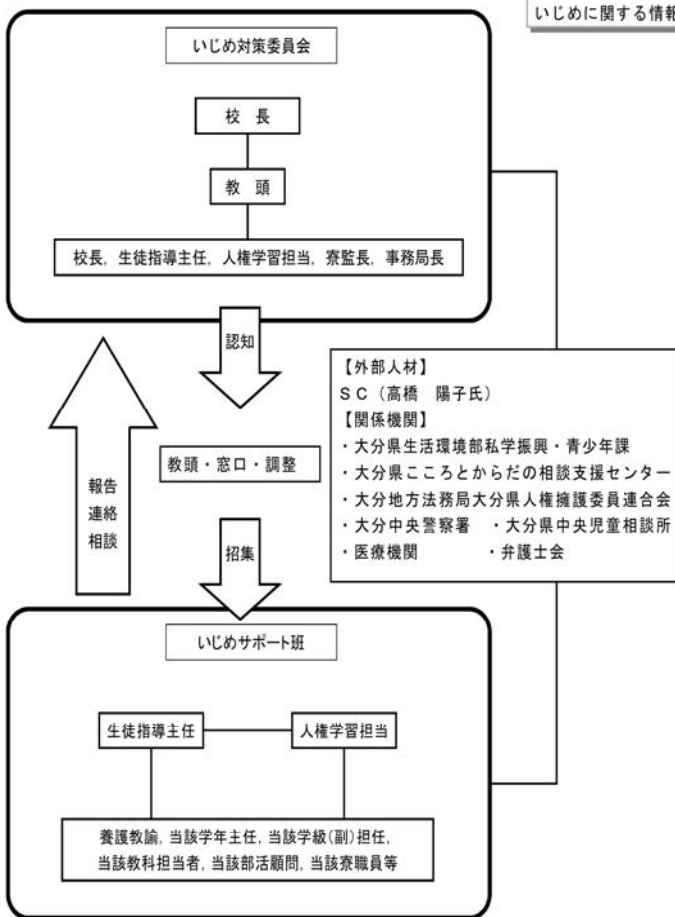 いじめに関する情報
いじめ対策委員会
校　長
教　頭
校長, 生徒指導主任, 人権学習担当, 寮監長, 事務局長
認知
報告
連絡
相談
教頭・窓口・調整
招集
【外部人材】
ＳＣ（高橋　陽子氏）
【関係機関】
・大分県生活環境部私学振興・青少年課
・大分県こころとからだの相談支援センター
・大分地方法務局大分県人権擁護委員連合会
・大分中央警察署　・大分県中央児童相談所
・医療機関　　　　・弁護士会
いじめサポート班
生徒指導主任
人権学習担当
養護教諭, 当該学年主任, 当該学級(副)担任,
当該教科担当者, 当該部活顧問, 当該寮職員等